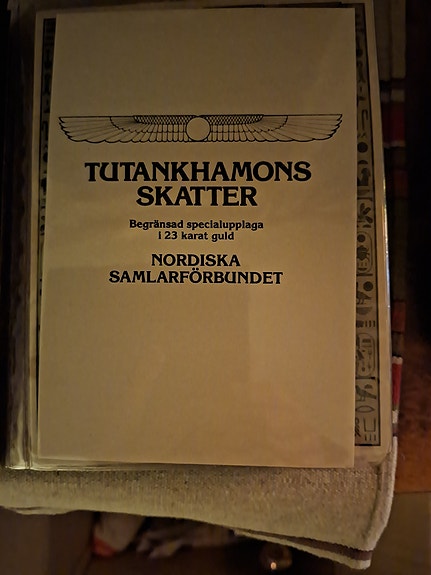 TUTANKHAMONS
SKATTER
Begränsad specialupplaga
i 23 karat guld
NORDISKA
SAMLARFÖRBUNDET